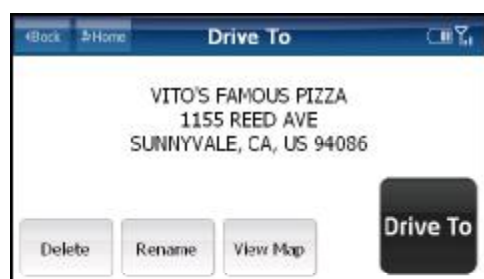 Back Home Drive To
VITO'S FAMOUS PIZZA
1155 REED AVE
SUNNYVALE, CA, US 94086
Delete Rename View Map Drive To